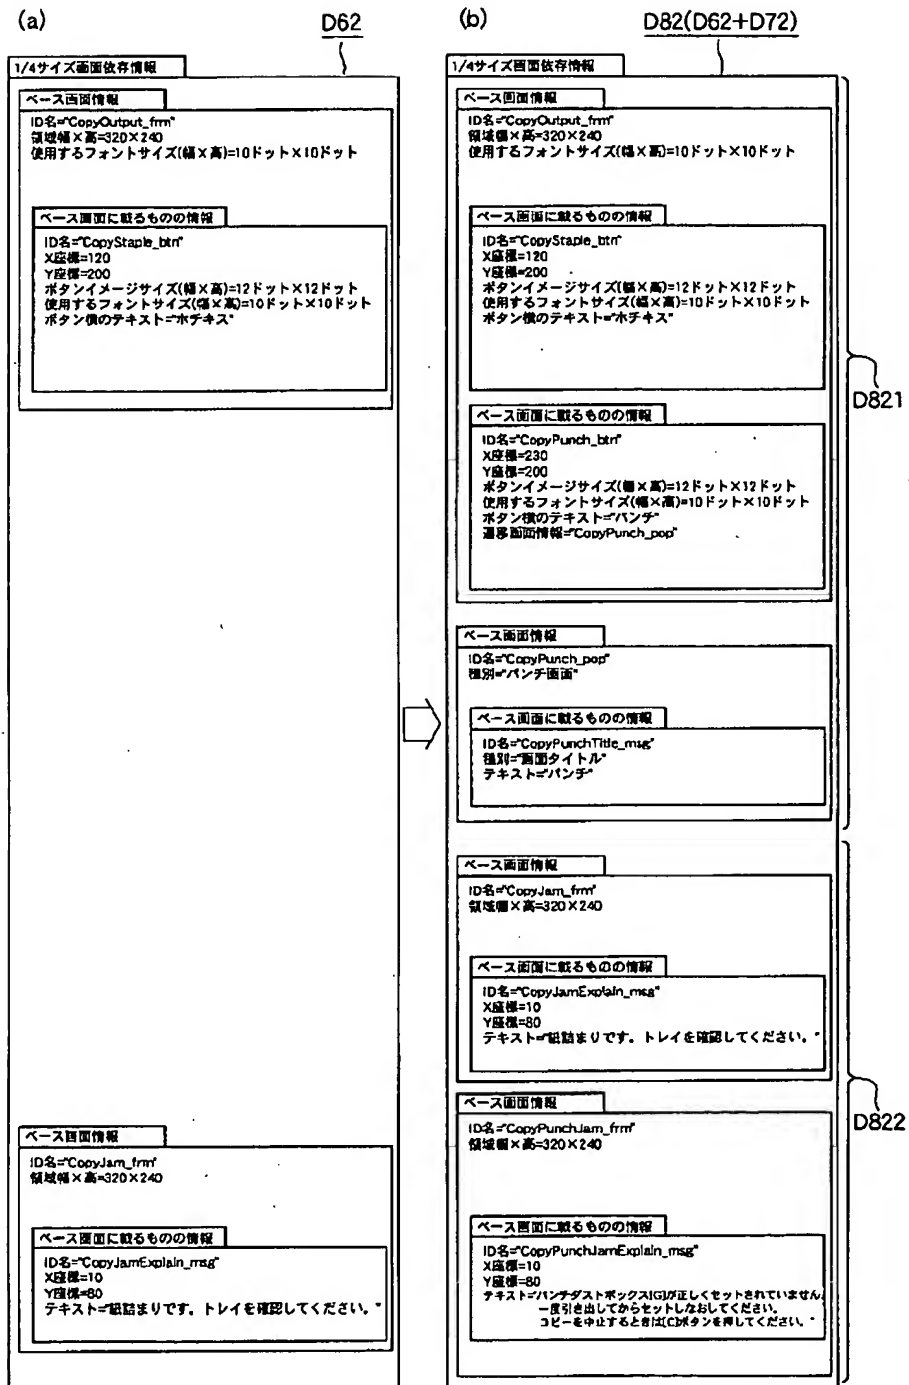 (a)
D62
1/4サイズ画面依存情報
ベース画面情報
ID名="CopyOutput_frm"
領域幅×高=320×240
使用するフォントサイズ(幅×高)=10ドット×10ドット
ベース画面に載るものの情報
ID名="CopyStaple_btn"
X座標=120
Y座標=200
ボタンイメージサイズ(幅×高)=12ドット×12ドット
使用するフォントサイズ(幅×高)=10ドット×10ドット
ボタン横のテキスト="ホチキス"
ベース画面情報
ID名="CopyJam_frm"
領域幅×高=320×240
ベース画面に載るものの情報
ID名="CopyJamExplain_msg"
X座標=10
Y座標=80
テキスト="紙詰まりです。トレイを確認してください。"
(b)
D82(D62+D72)
1/4サイズ画面依存情報
ベース画面情報
ID名="CopyOutput_frm"
領域幅×高=320×240
使用するフォントサイズ(幅×高)=10ドット×10ドット
ベース画面に載るものの情報
ID名="CopyStaple_btn"
X座標=120
Y座標=200
ボタンイメージサイズ(幅×高)=12ドット×12ドット
使用するフォントサイズ(幅×高)=10ドット×10ドット
ボタン横のテキスト="ホチキス"
ベース画面に載るものの情報
ID名="CopyPunch_btn"
X座標=230
Y座標=200
ボタンイメージサイズ(幅×高)=12ドット×12ドット
使用するフォントサイズ(幅×高)=10ドット×10ドット
ボタン横のテキスト="パンチ"
遷移画面情報="CopyPunch_pop"
ベース画面情報
ID名="CopyPunch_pop"
種別="パンチ画面"
ベース画面に載るものの情報
ID名="CopyPunchTitle_msg"
種別="画面タイトル"
テキスト="パンチ"
D821
ベース画面情報
ID名="CopyJam_frm"
領域幅×高=320×240
ベース画面に載るものの情報
ID名="CopyJamExplain_msg"
X座標=10
Y座標=80
テキスト="紙詰まりです。トレイを確認してください。"
ベース画面情報
ID名="CopyPunchJam_frm"
領域幅×高=320×240
ベース画面に載るものの情報
ID名="CopyPunchJamExplain_msg"
X座標=10
Y座標=80
テキスト="パンチダストボックス[G]が正しくセットされていません。
一度引き出してからセットしなおしてください。
コピーを中止するときは[C]ボタンを押してください。"
D822